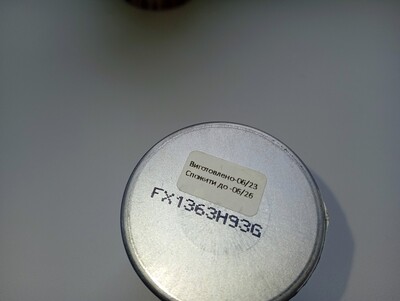 Виготовлено-06/23
Спожити до -06/26
FX1363H93G